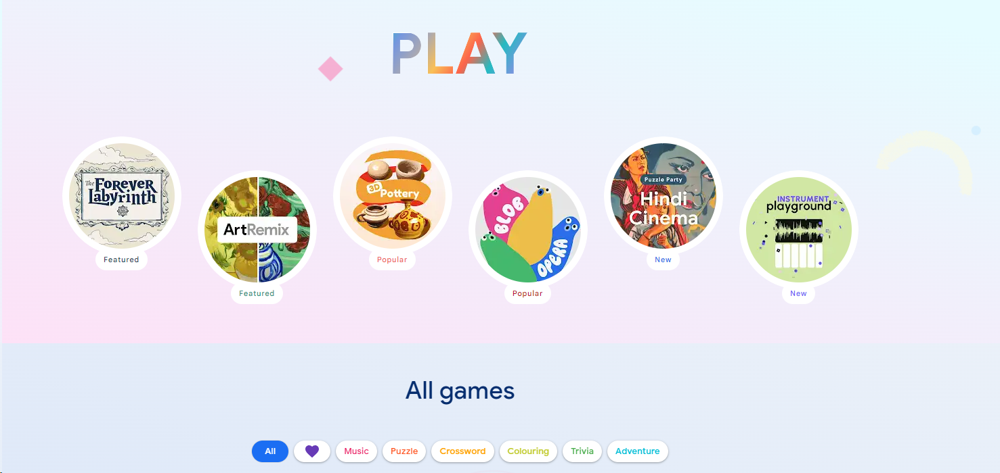 PLAY
The Forever
Labyrinth
Featured
ArtRemix
Featured
3D
Pottery
Popular
BLOB
OPERA
Popular
Puzzle Party
Hindi
Cinema
New
INSTRUMENT
playground
New
All games
All
Music
Puzzle
Crossword
Colouring
Trivia
Adventure